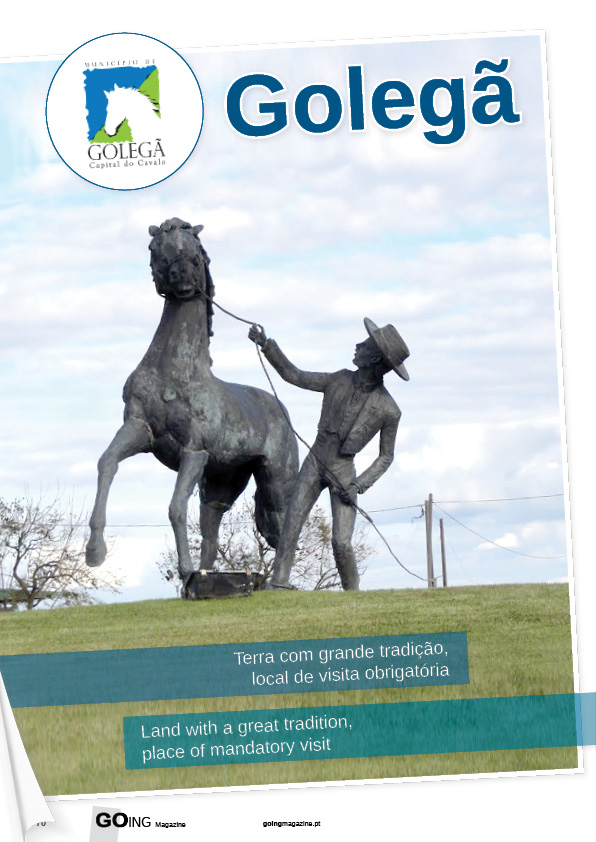 MUNICÍPIO DE
GOLEGÃ
Capital do Cavalo
Golegã
Terra com grande tradição,
local de visita obrigatória
Land with a great tradition,
place of mandatory visit
GOING Magazine
goingmagazine.pt